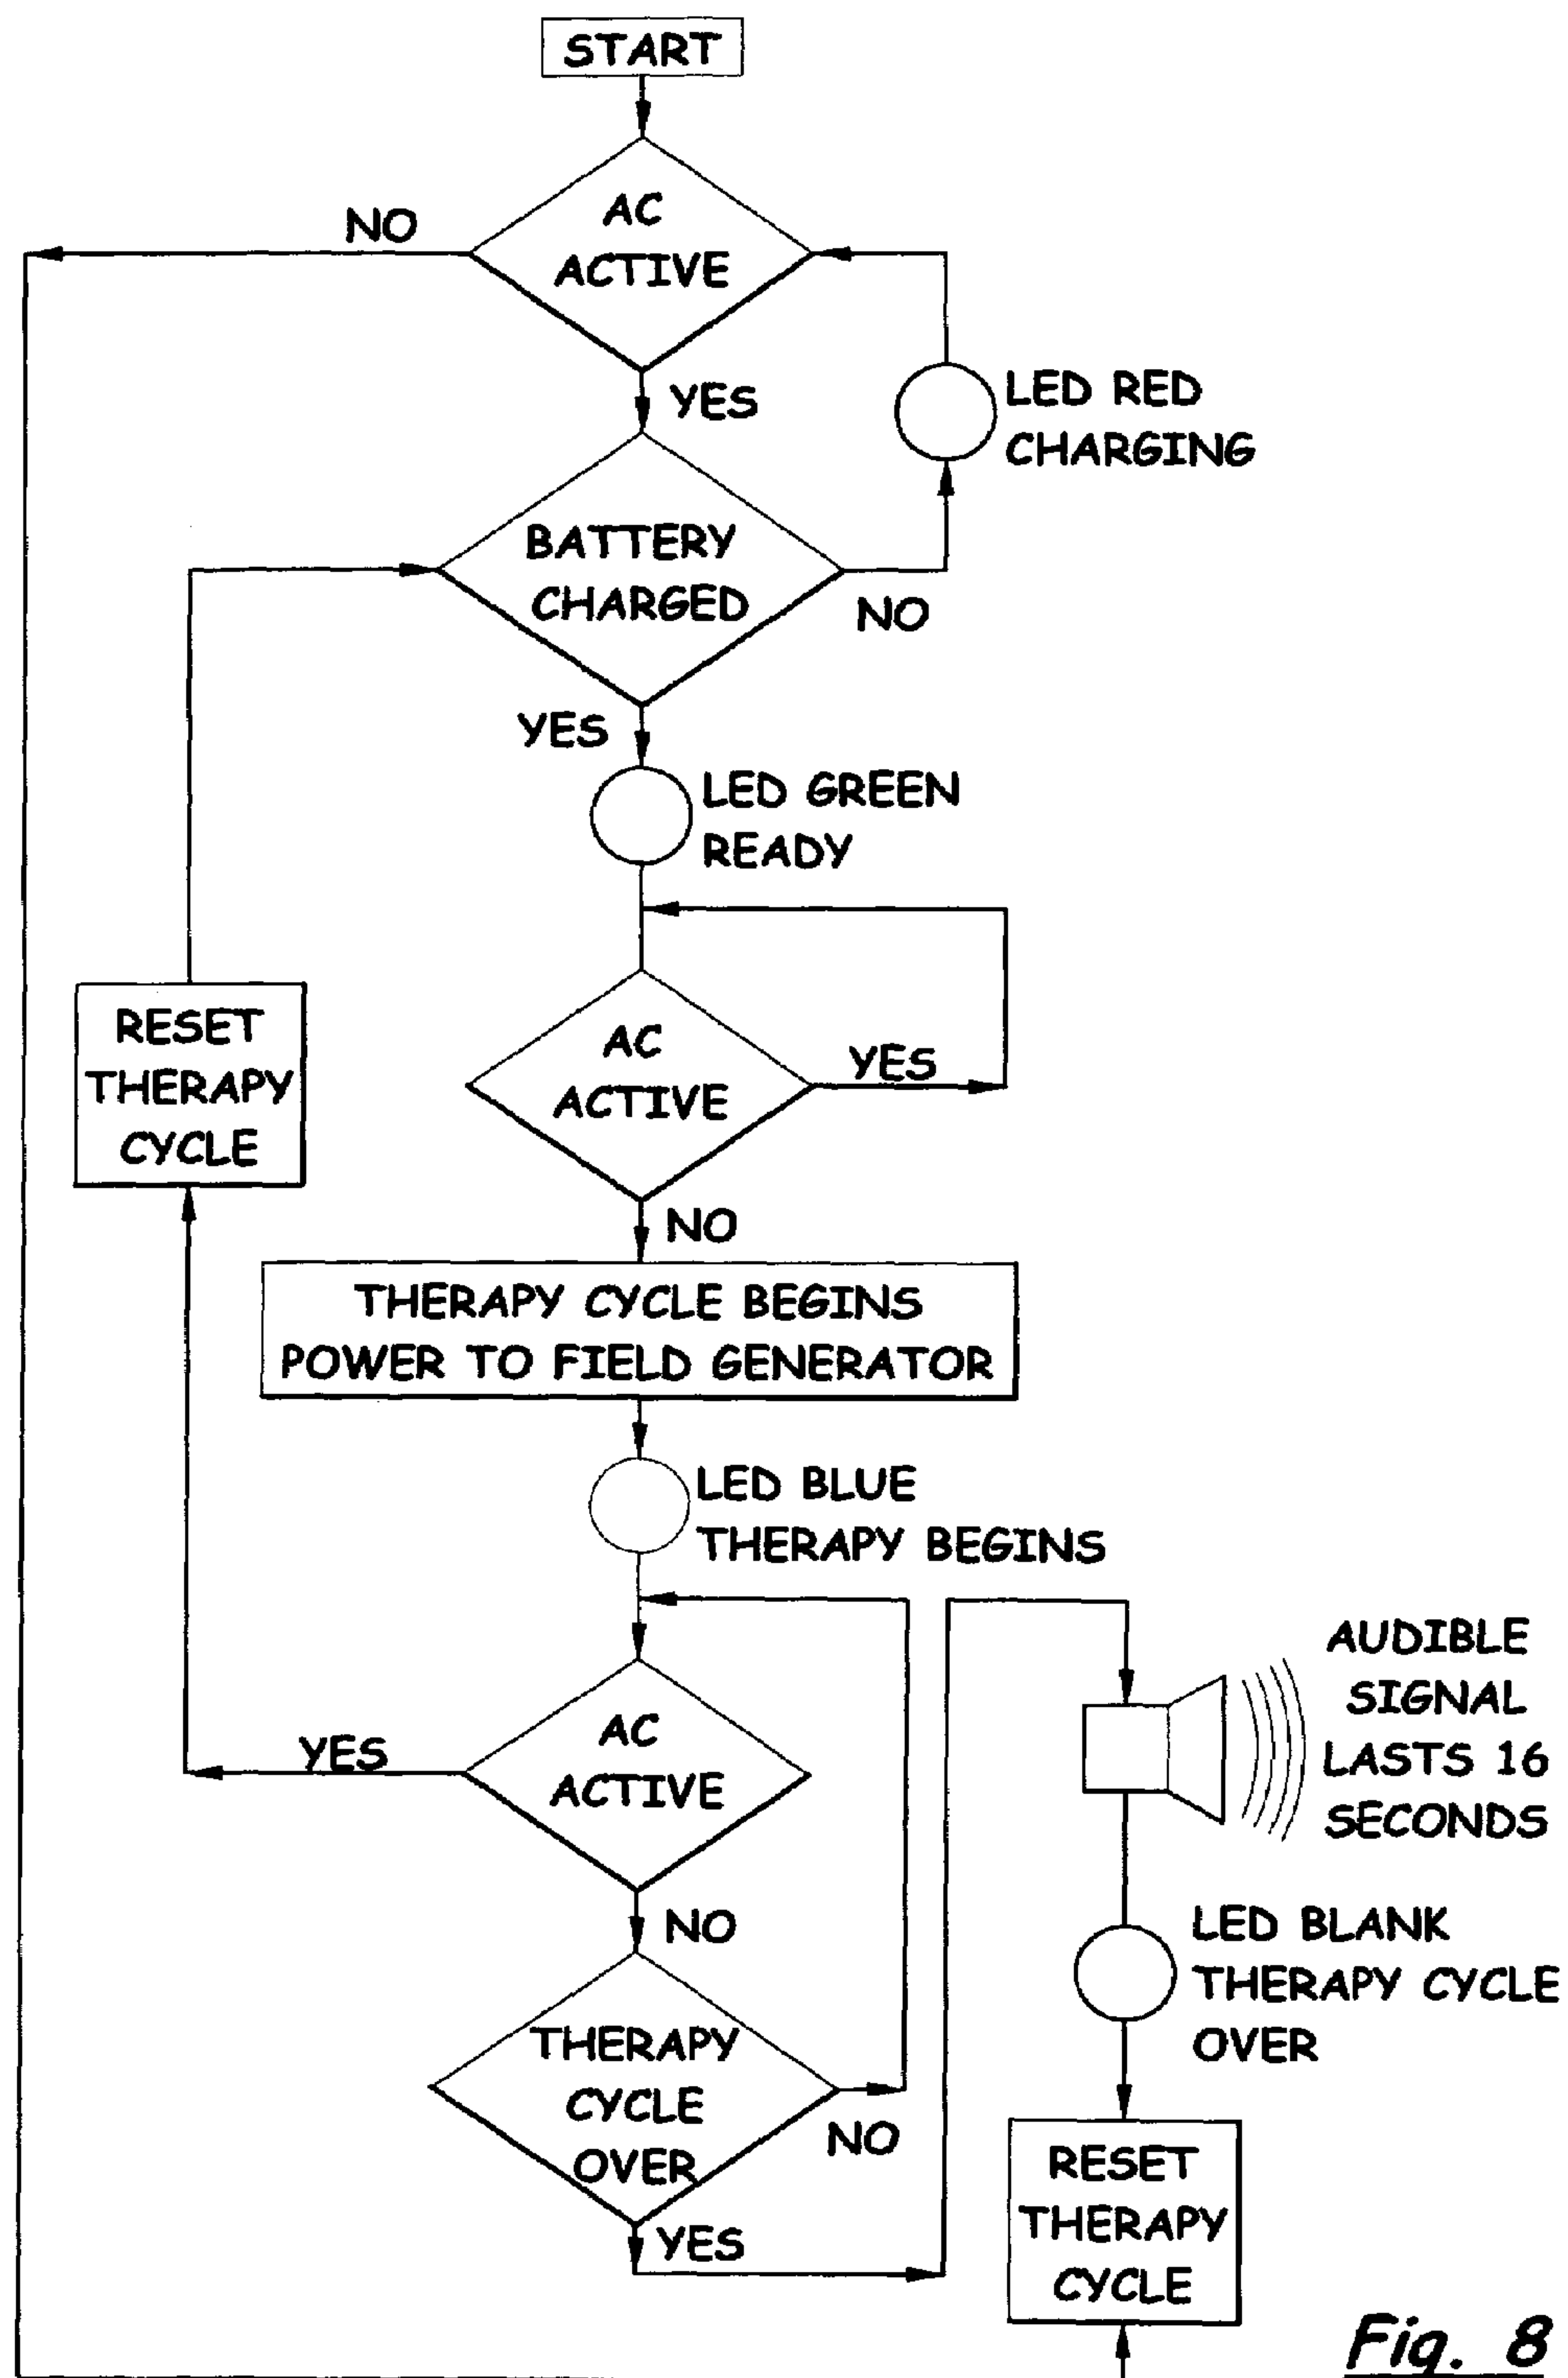 START
AC
ACTIVE
NO
YES
LED RED
CHARGING
BATTERY
CHARGED
NO
YES
LED GREEN
READY
RESET
THERAPY
CYCLE
AC
ACTIVE
YES
NO
THERAPY CYCLE BEGINS
POWER TO FIELD GENERATOR
LED BLUE
THERAPY BEGINS
AC
ACTIVE
YES
NO
THERAPY
CYCLE
OVER
NO
YES
AUDIBLE
SIGNAL
LASTS 16
SECONDS
LED BLANK
THERAPY CYCLE
OVER
RESET
THERAPY
CYCLE
Fig. 8